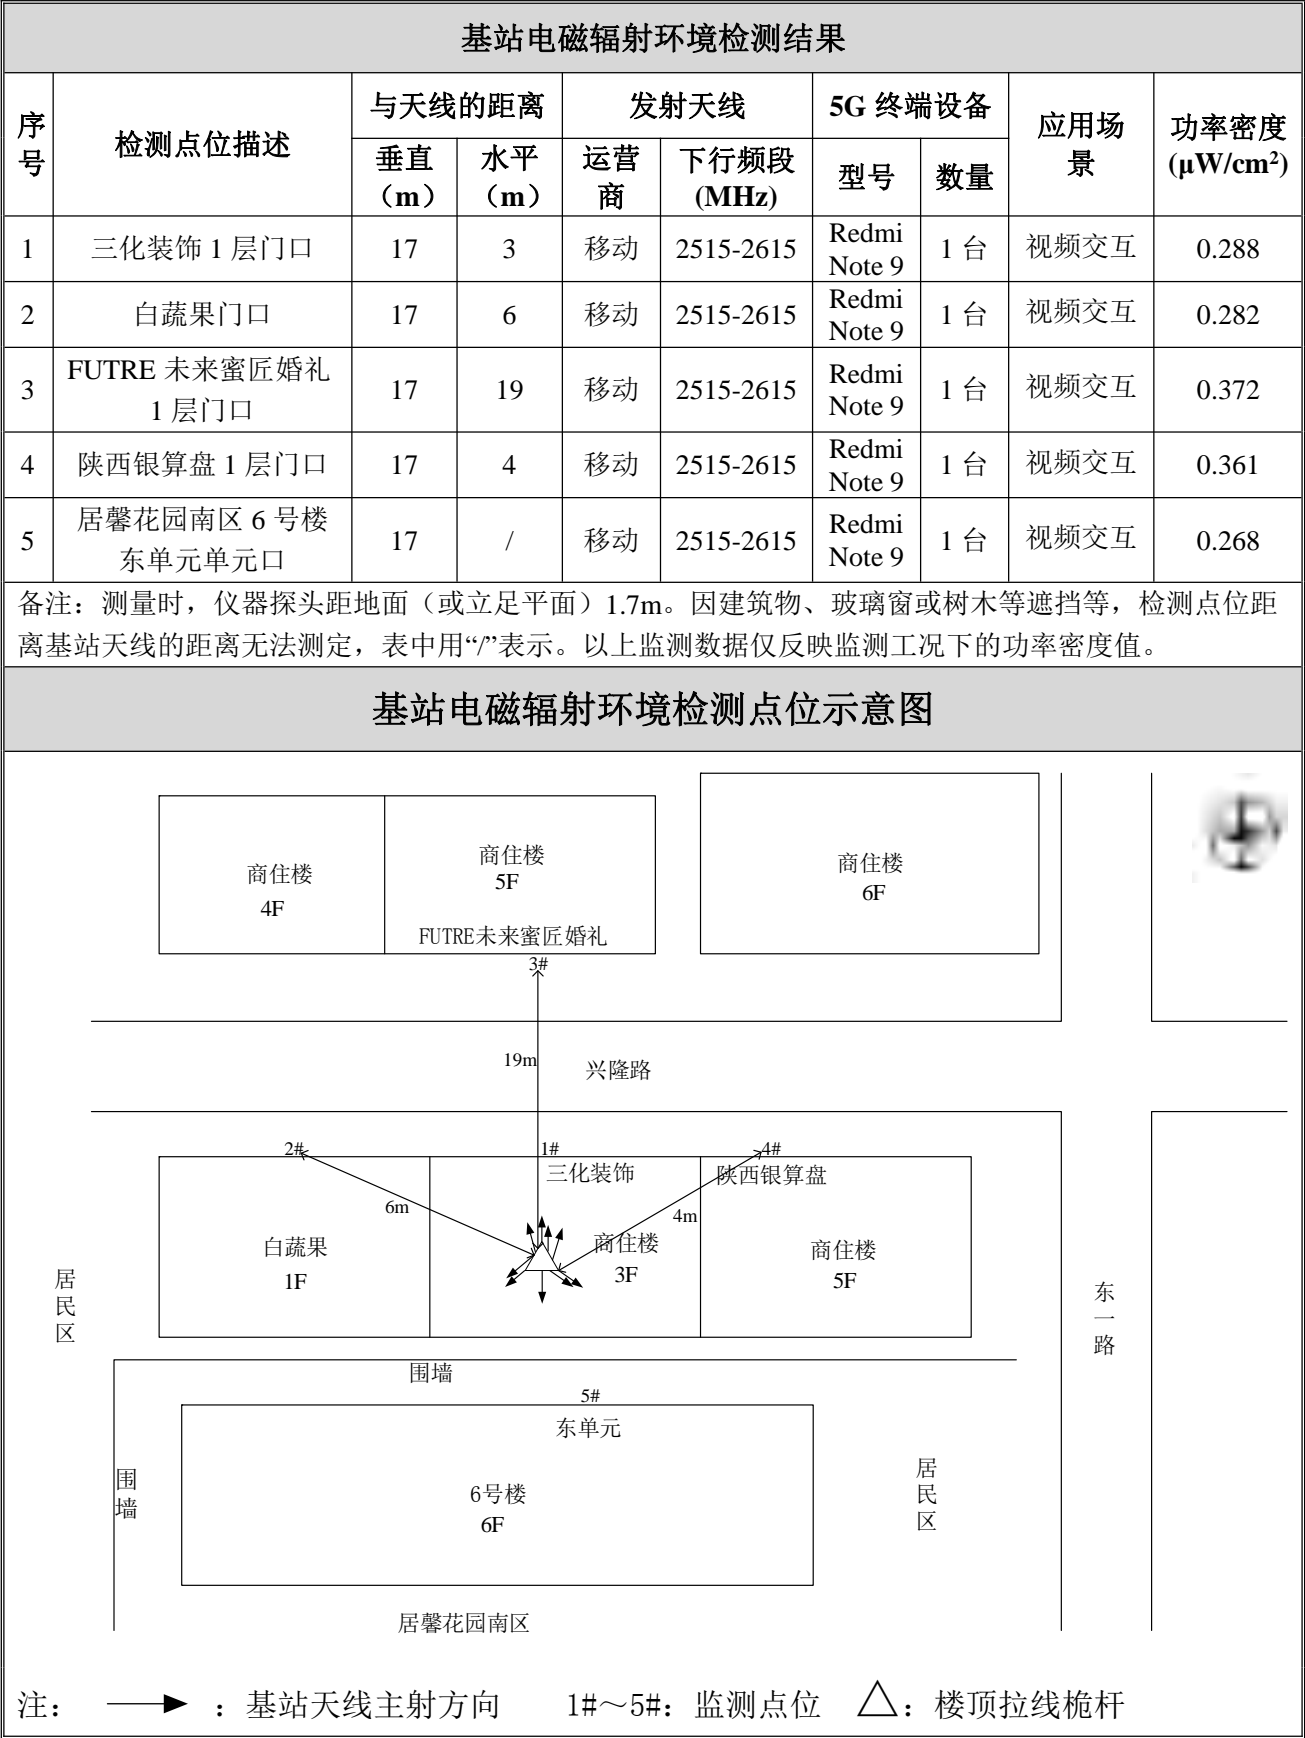 基站电磁辐射环境检测结果
序号 检测点位描述 与天线的距离 发射天线 5G 终端设备 应用场景 功率密度(μW/cm²)
垂直（m） 水平（m） 运营商 下行频段(MHz) 型号 数量
1 三化装饰 1 层门口 17 3 移动 2515-2615 Redmi Note 9 1 台 视频交互 0.288
2 白蔬果门口 17 6 移动 2515-2615 Redmi Note 9 1 台 视频交互 0.282
3 FUTRE 未来蜜匠婚礼 1 层门口 17 19 移动 2515-2615 Redmi Note 9 1 台 视频交互 0.372
4 陕西银算盘 1 层门口 17 4 移动 2515-2615 Redmi Note 9 1 台 视频交互 0.361
5 居馨花园南区 6 号楼东单元单元口 17 / 移动 2515-2615 Redmi Note 9 1 台 视频交互 0.268
备注：测量时，仪器探头距地面（或立足平面）1.7m。因建筑物、玻璃窗或树木等遮挡等，检测点位距
离基站天线的距离无法测定，表中用“/”表示。以上监测数据仅反映监测工况下的功率密度值。
基站电磁辐射环境检测点位示意图
商住楼
4F
商住楼
5F
FUTRE未来蜜匠婚礼
3#
商住楼
6F
19m
兴隆路
2#
1#
4#
三化装饰
陕西银算盘
6m
4m
白蔬果
1F
商住楼
3F
商住楼
5F
居民区
东一路
围墙
5#
东单元
围墙
6号楼
6F
居民区
居馨花园南区
注： ：基站天线主射方向 1#～5#：监测点位 ：楼顶拉线桅杆